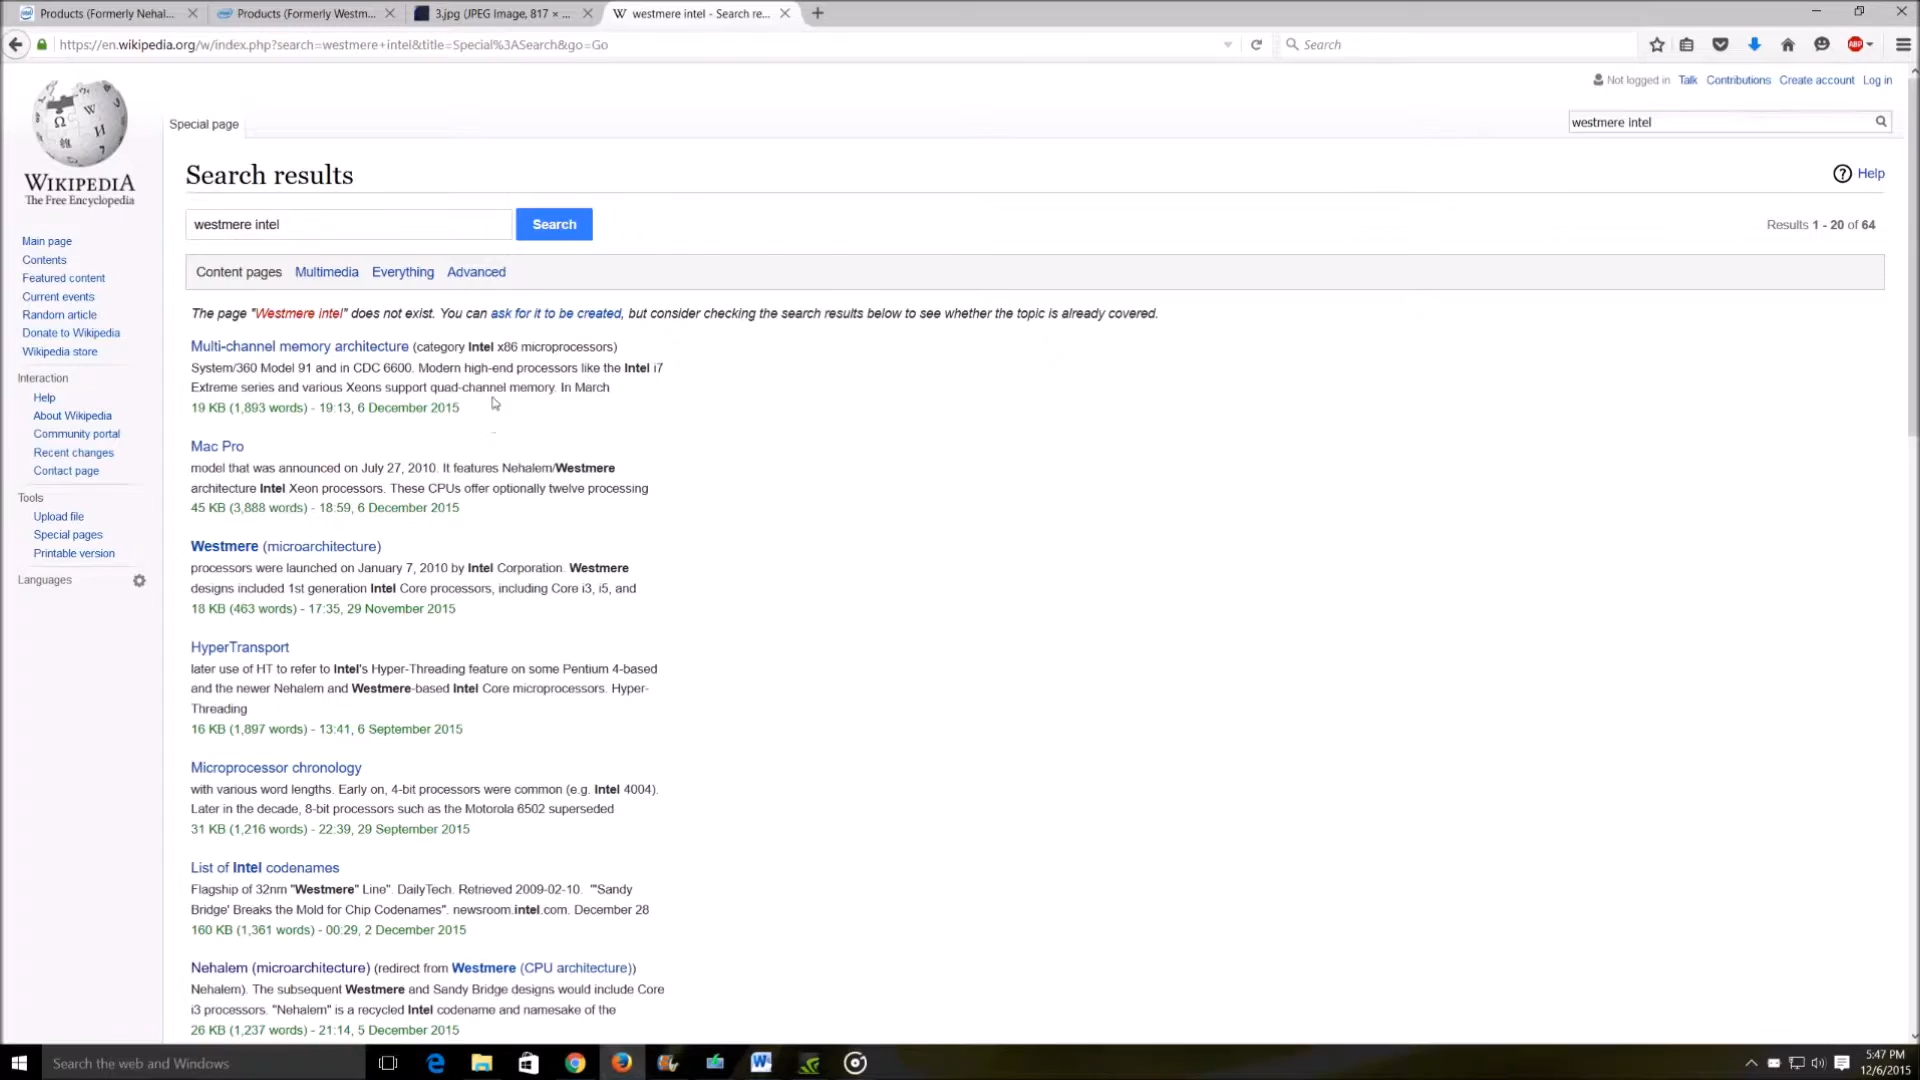 Products (Formerly Nehal...
Products (Formerly Westm...
3.jpg (JPEG Image, 817 × ...
W westmere intel - Search re...
https://en.wikipedia.org/w/index.php?search=westmere+intel&title=Special%3ASearch&go=Go
Search
ABP
Not logged in Talk Contributions Create account Log in
Special page
westmere intel
WIKIPEDIA
The Free Encyclopedia
Main page
Contents
Featured content
Current events
Random article
Donate to Wikipedia
Wikipedia store
Interaction
Help
About Wikipedia
Community portal
Recent changes
Contact page
Tools
Upload file
Special pages
Printable version
Languages
Search results
Help
westmere intel
Search
Results 1 - 20 of 64
Content pages Multimedia Everything Advanced
The page "Westmere intel" does not exist. You can ask for it to be created, but consider checking the search results below to see whether the topic is already covered.
Multi-channel memory architecture (category Intel x86 microprocessors)
System/360 Model 91 and in CDC 6600. Modern high-end processors like the Intel i7
Extreme series and various Xeons support quad-channel memory. In March
19 KB (1,893 words) - 19:13, 6 December 2015
Mac Pro
model that was announced on July 27, 2010. It features Nehalem/Westmere
architecture Intel Xeon processors. These CPUs offer optionally twelve processing
45 KB (3,888 words) - 18:59, 6 December 2015
Westmere (microarchitecture)
processors were launched on January 7, 2010 by Intel Corporation. Westmere
designs included 1st generation Intel Core processors, including Core i3, i5, and
18 KB (463 words) - 17:35, 29 November 2015
HyperTransport
later use of HT to refer to Intel's Hyper-Threading feature on some Pentium 4-based
and the newer Nehalem and Westmere-based Intel Core microprocessors. Hyper-
Threading
16 KB (1,897 words) - 13:41, 6 September 2015
Microprocessor chronology
with various word lengths. Early on, 4-bit processors were common (e.g. Intel 4004).
Later in the decade, 8-bit processors such as the Motorola 6502 superseded
31 KB (1,216 words) - 22:39, 29 September 2015
List of Intel codenames
Flagship of 32nm "Westmere" Line". DailyTech. Retrieved 2009-02-10. "'Sandy
Bridge' Breaks the Mold for Chip Codenames". newsroom.intel.com. December 28
160 KB (1,361 words) - 00:29, 2 December 2015
Nehalem (microarchitecture) (redirect from Westmere (CPU architecture))
Nehalem). The subsequent Westmere and Sandy Bridge designs would include Core
i3 processors. "Nehalem" is a recycled Intel codename and namesake of the
26 KB (1,237 words) - 21:14, 5 December 2015
Search the web and Windows
5:47 PM
12/6/2015